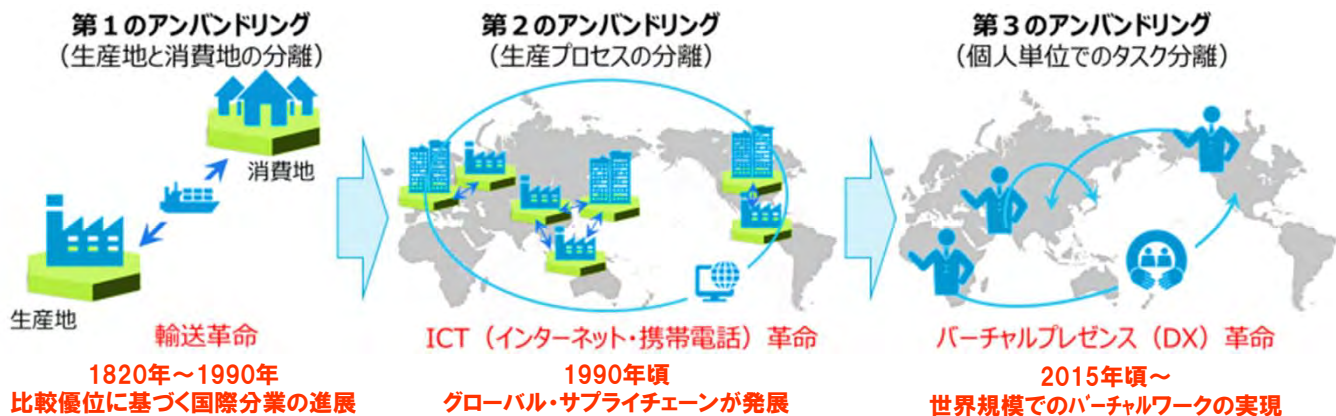 第１のアンバンドリング
（生産地と消費地の分離）
消費地
生産地
輸送革命
1820年～1990年
比較優位に基づく国際分業の進展
第２のアンバンドリング
（生産プロセスの分離）
ICT（インターネット・携帯電話）革命
1990年頃
グローバル・サプライチェーンが発展
第３のアンバンドリング
（個人単位でのタスク分離）
バーチャルプレゼンス（DX）革命
2015年頃～
世界規模でのバーチャルワークの実現